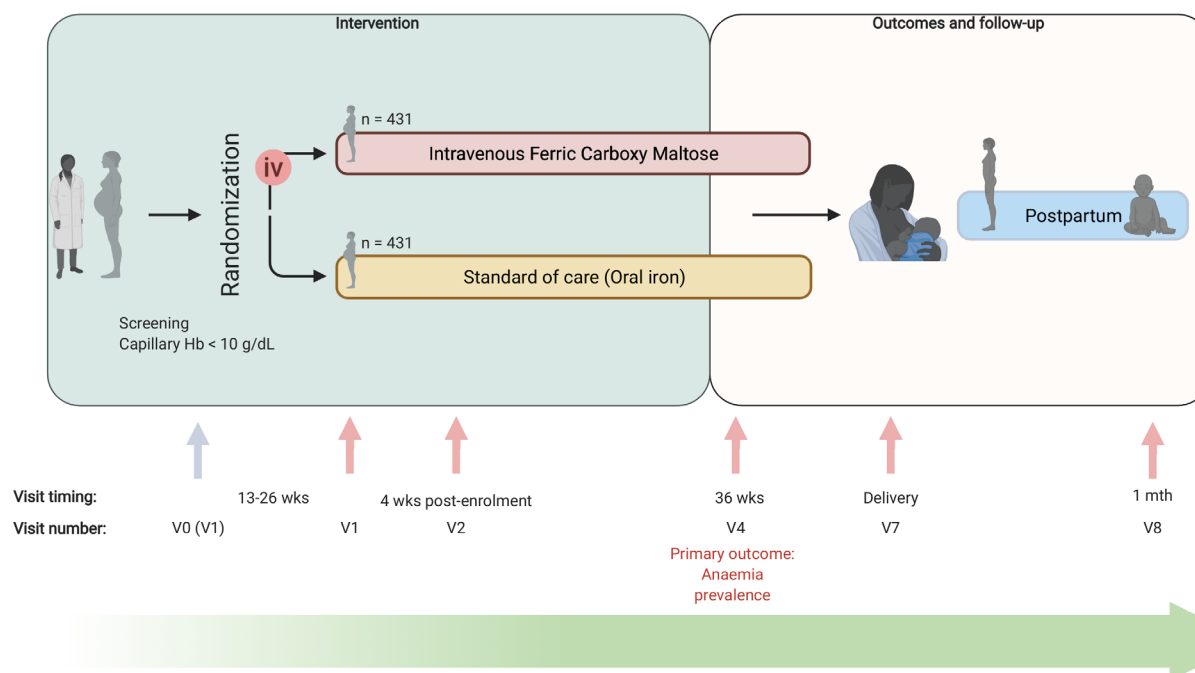 Intervention
Outcomes and follow-up
n = 431
Intravenous Ferric Carboxy Maltose
Randomization
iv
n = 431
Standard of care (Oral iron)
Postpartum
Screening
Capillary Hb < 10 g/dL
Visit timing: 13-26 wks 4 wks post-enrolment 36 wks Delivery 1 mth
Visit number: V0 (V1) V1 V2 V4 V7 V8
Primary outcome:
Anaemia
prevalence